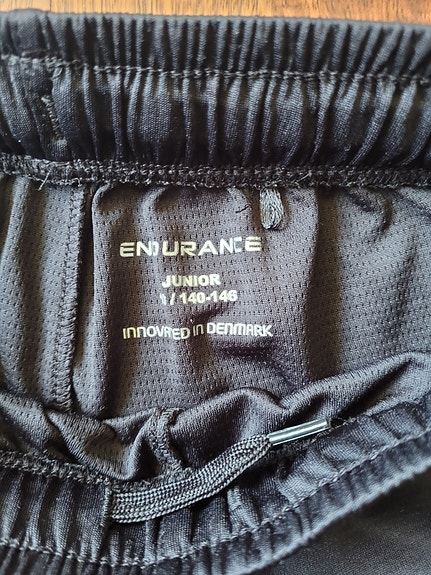 ENDURANCE
JUNIOR
/ 140-146
INNOVATED IN DENMARK